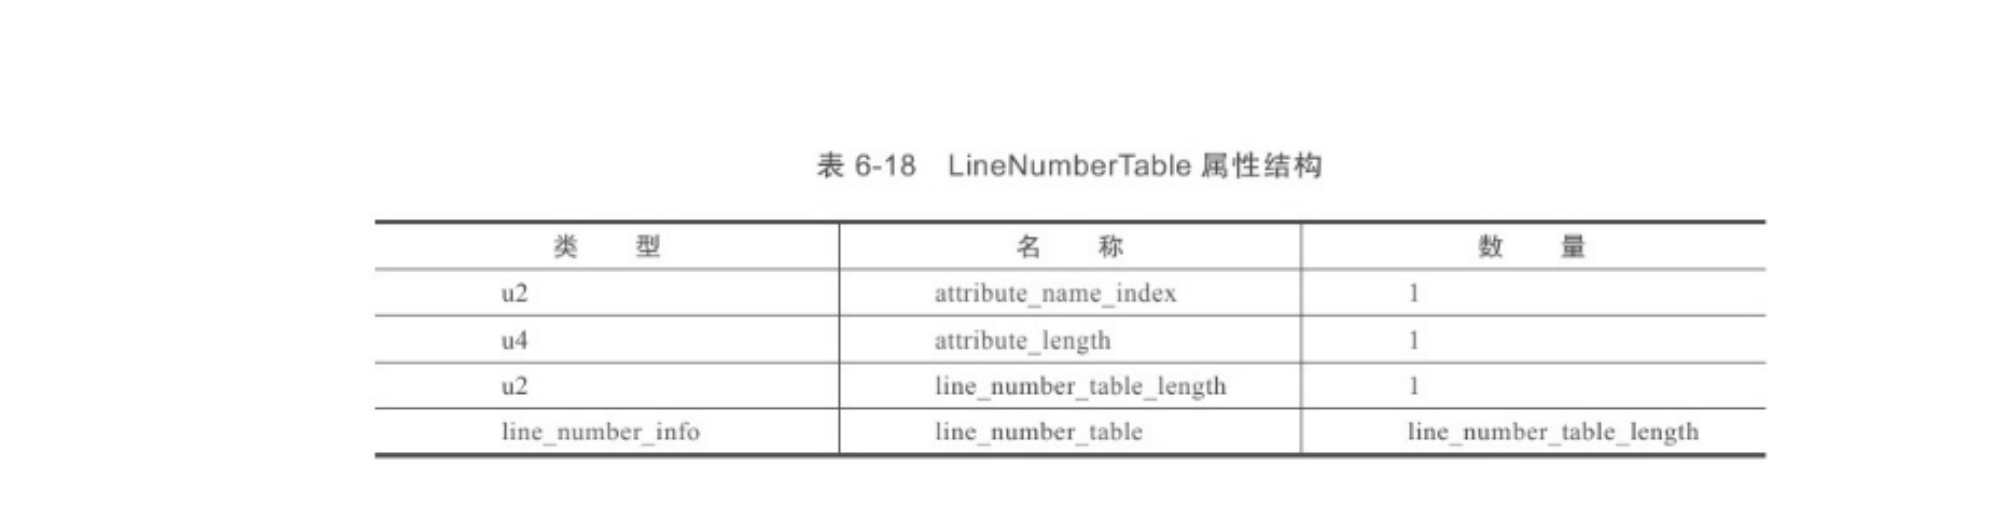 表 6-18 LineNumberTable 属性结构
类 型 名 称 数 量
u2 attribute_name_index 1
u4 attribute_length 1
u2 line_number_table_length 1
line_number_info line_number_table line_number_table_length